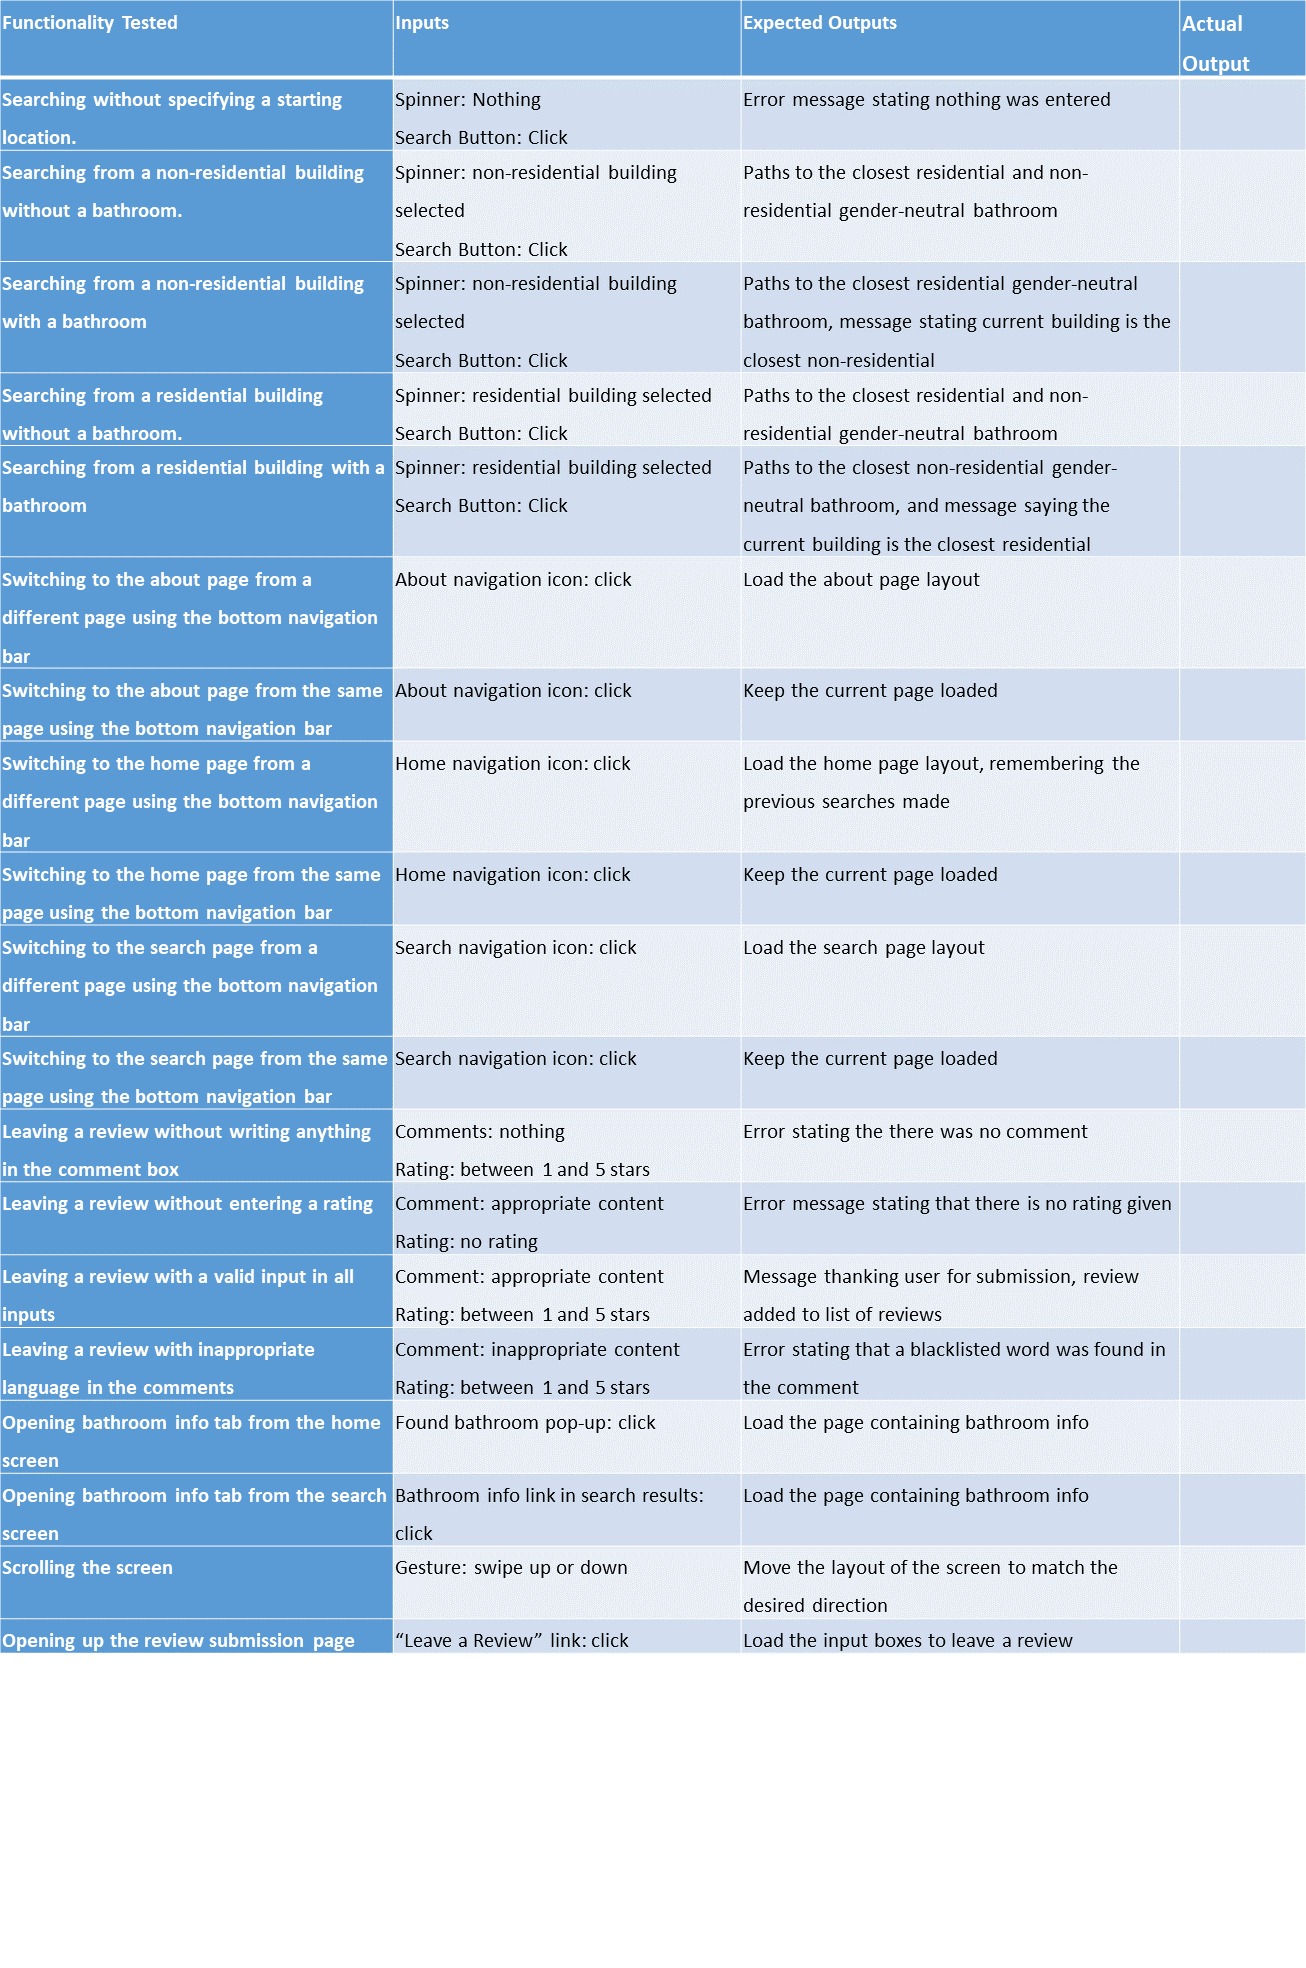 Functionality Tested
Inputs
Expected Outputs
Actual
Output
Searching without specifying a starting
location.
Spinner: Nothing
Search Button: Click
Error message stating nothing was entered
Searching from a non-residential building
without a bathroom.
Spinner: non-residential building
selected
Search Button: Click
Paths to the closest residential and non-
residential gender-neutral bathroom
Searching from a non-residential building
with a bathroom
Spinner: non-residential building
selected
Search Button: Click
Paths to the closest residential gender-neutral
bathroom, message stating current building is the
closest non-residential
Searching from a residential building
without a bathroom.
Spinner: residential building selected
Search Button: Click
Paths to the closest residential and non-
residential gender-neutral bathroom
Searching from a residential building with a
bathroom
Spinner: residential building selected
Search Button: Click
Paths to the closest non-residential gender-
neutral bathroom, and message saying the
current building is the closest residential
Switching to the about page from a
different page using the bottom navigation
bar
About navigation icon: click
Load the about page layout
Switching to the about page from the same
page using the bottom navigation bar
About navigation icon: click
Keep the current page loaded
Switching to the home page from a
different page using the bottom navigation
bar
Home navigation icon: click
Load the home page layout, remembering the
previous searches made
Switching to the home page from the same
page using the bottom navigation bar
Home navigation icon: click
Keep the current page loaded
Switching to the search page from a
different page using the bottom navigation
bar
Search navigation icon: click
Load the search page layout
Switching to the search page from the same
page using the bottom navigation bar
Search navigation icon: click
Keep the current page loaded
Leaving a review without writing anything
in the comment box
Comments: nothing
Rating: between 1 and 5 stars
Error stating the there was no comment
Leaving a review without entering a rating
Comment: appropriate content
Rating: no rating
Error message stating that there is no rating given
Leaving a review with a valid input in all
inputs
Comment: appropriate content
Rating: between 1 and 5 stars
Message thanking user for submission, review
added to list of reviews
Leaving a review with inappropriate
language in the comments
Comment: inappropriate content
Rating: between 1 and 5 stars
Error stating that a blacklisted word was found in
the comment
Opening bathroom info tab from the home
screen
Found bathroom pop-up: click
Load the page containing bathroom info
Opening bathroom info tab from the search
screen
Bathroom info link in search results:
click
Load the page containing bathroom info
Scrolling the screen
Gesture: swipe up or down
Move the layout of the screen to match the
desired direction
Opening up the review submission page
“Leave a Review” link: click
Load the input boxes to leave a review